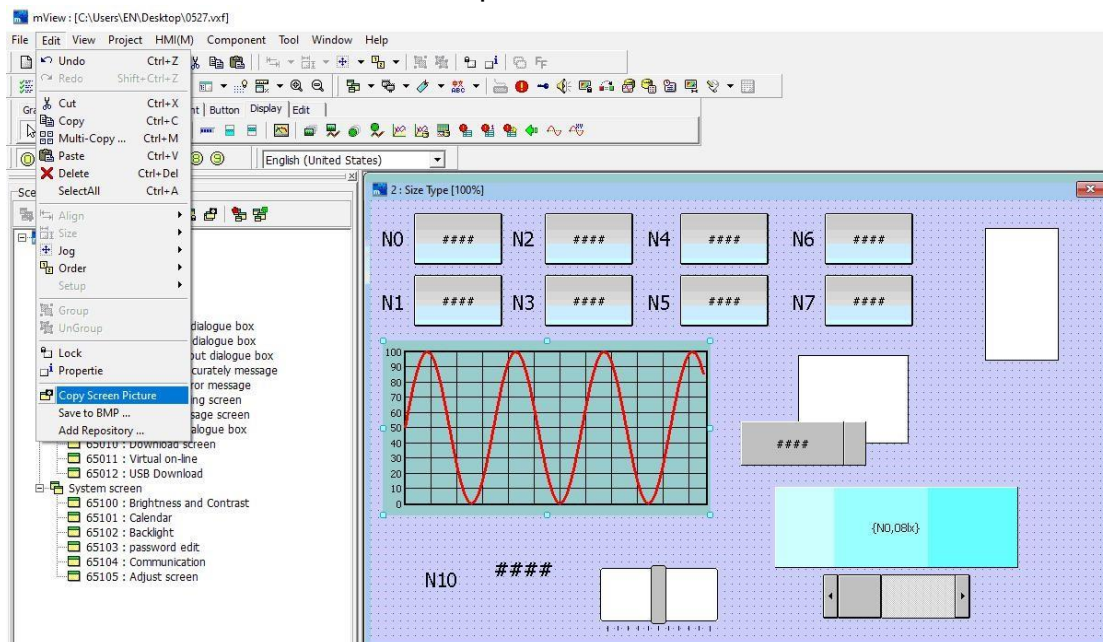 mView : [C:\Users\EN\Desktop\0527.vxf]
File Edit View Project HMI(M) Component Tool Window Help
Undo Ctrl+Z
Redo Shift+Ctrl+Z
Cut Ctrl+X
Copy Ctrl+C
Multi-Copy ... Ctrl+M
Paste Ctrl+V
Delete Ctrl+Del
SelectAll Ctrl+A
Align
Size
Jog
Order
Setup
Group
UnGroup
Lock
Propertie
Copy Screen Picture
Save to BMP ...
Add Repository ...
Button Display Edit
8 9 English (United States)
dialogue box
dialogue box
out dialogue box
curately message
ror message
ng screen
sage screen
alogue box
65010 : Download screen
65011 : Virtual on-line
65012 : USB Download
System screen
65100 : Brightness and Contrast
65101 : Calendar
65102 : Backlight
65103 : password edit
65104 : Communication
65105 : Adjust screen
2 : Size Type [100%]
N0 #### N2 #### N4 #### N6 ####
N1 #### N3 #### N5 #### N7 ####
100
90
80
70
60
50
40
30
20
10
0
####
{N0,08lx}
N10 ####